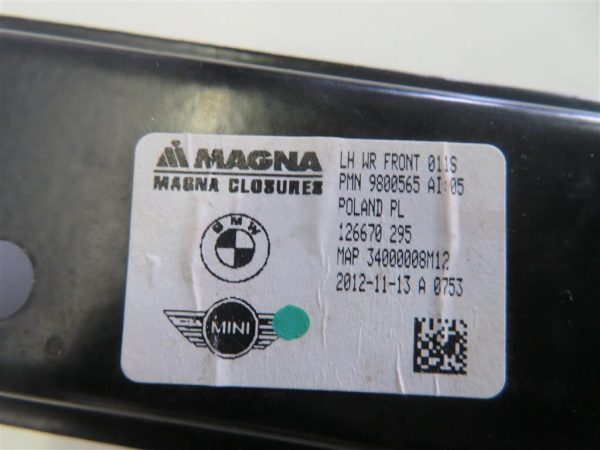 MAGNA
MAGNA CLOSURES
LH WR FRONT 011S
PMN 9800565 AI:05
POLAND PL
126670 295
MAP 34000008M12
2012-11-13 A 0753
BMW
MINI